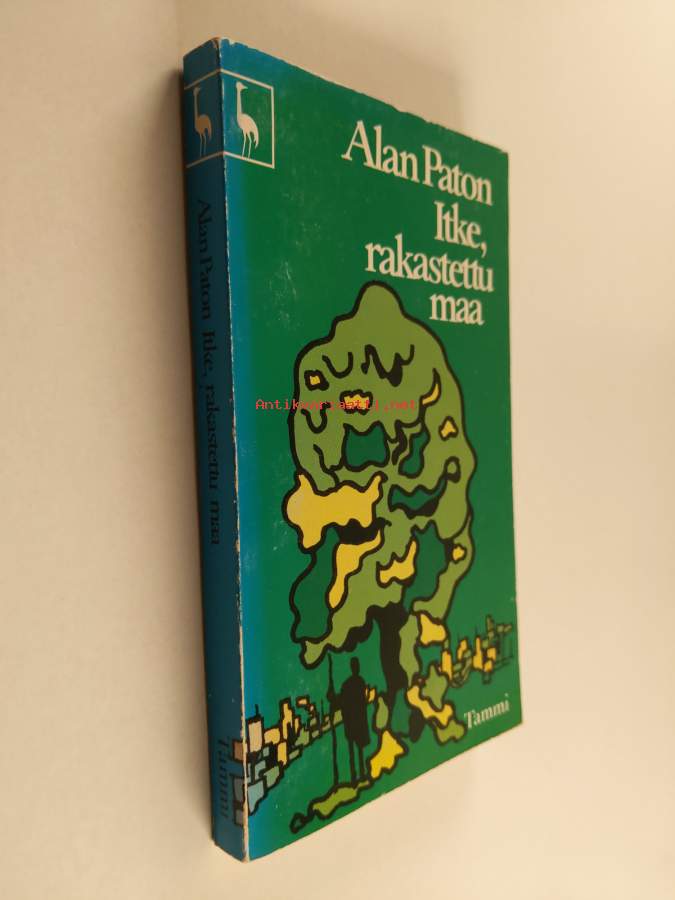 Alan Paton
Itke,
rakastettu
maa
Antikvariaatti.net
Tammi
Alan Paton Itke, rakastettu maa
Tammi